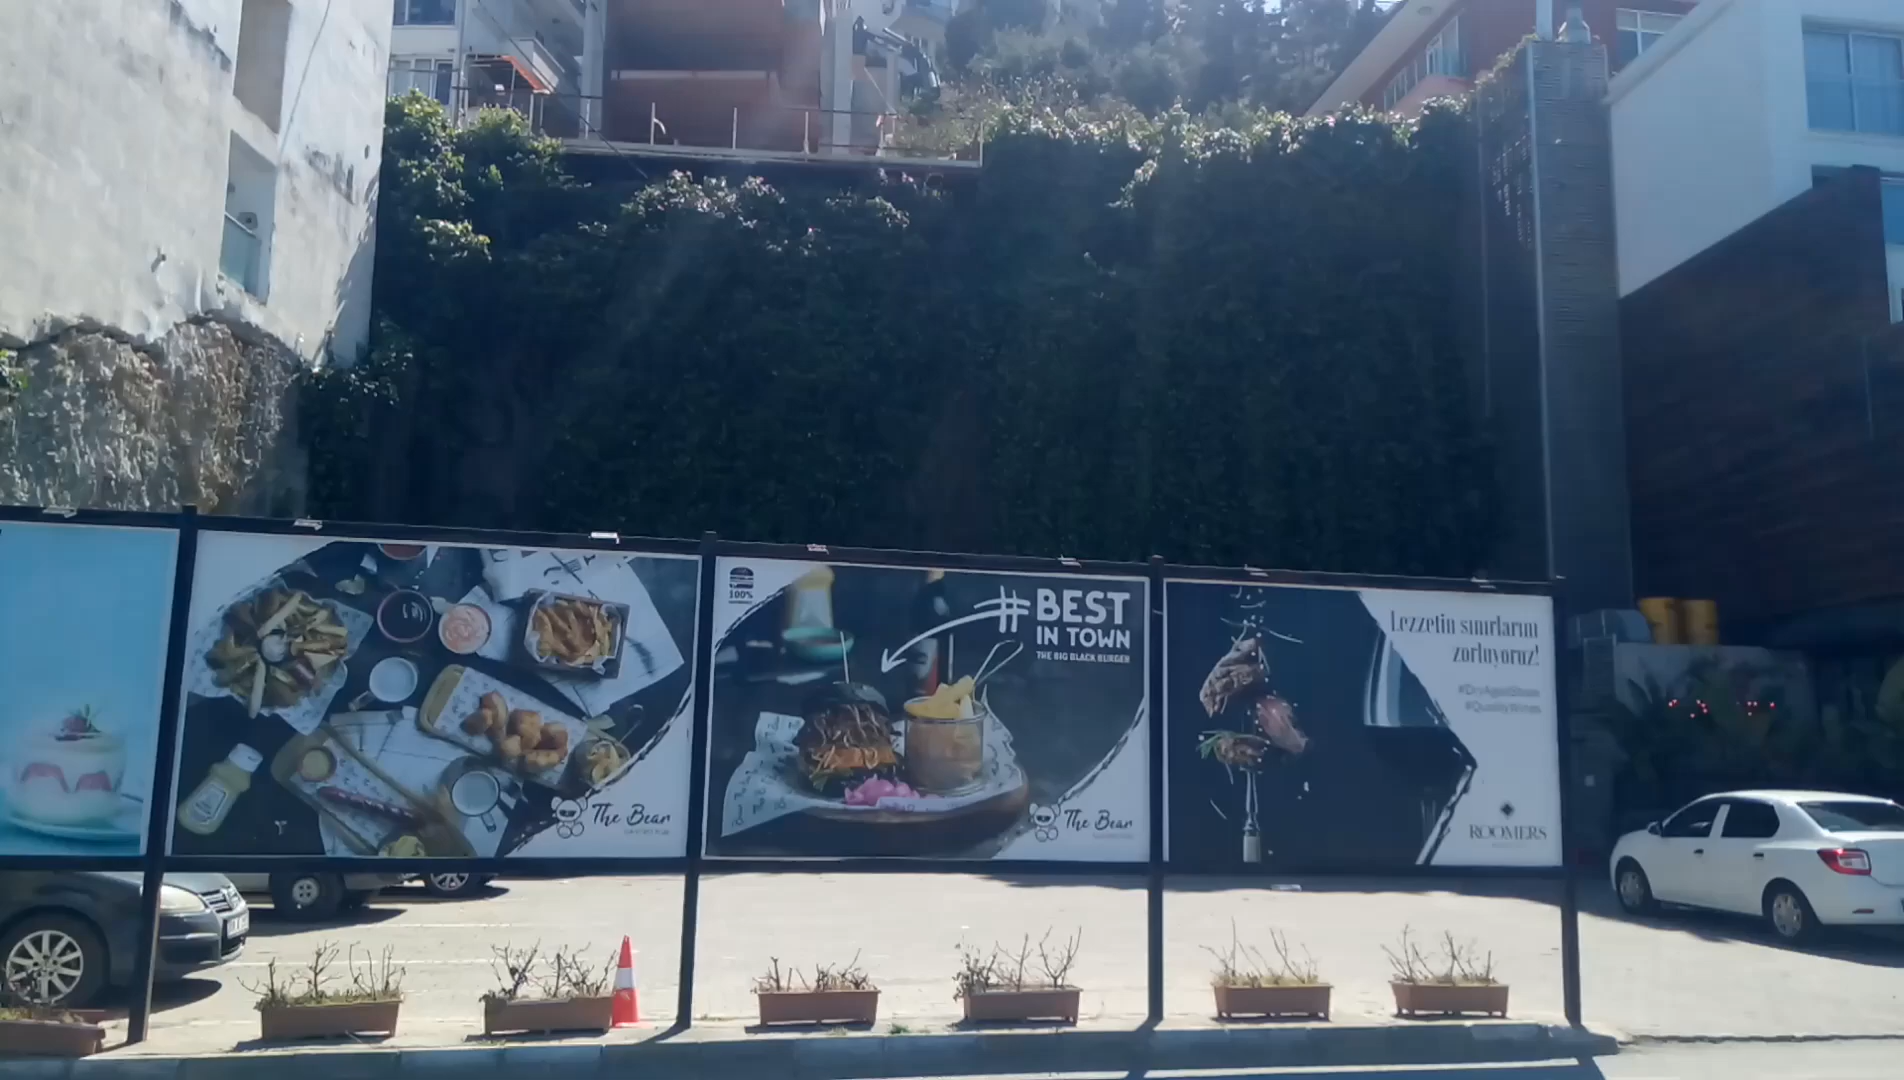 The Bear
100%
#BEST
IN TOWN
THE BIG BLACK BURGER
The Bear
Lezzetin sınırlarını
zorluyoruz!
#DryAgedSteak
#QualityWines
ROOMERS